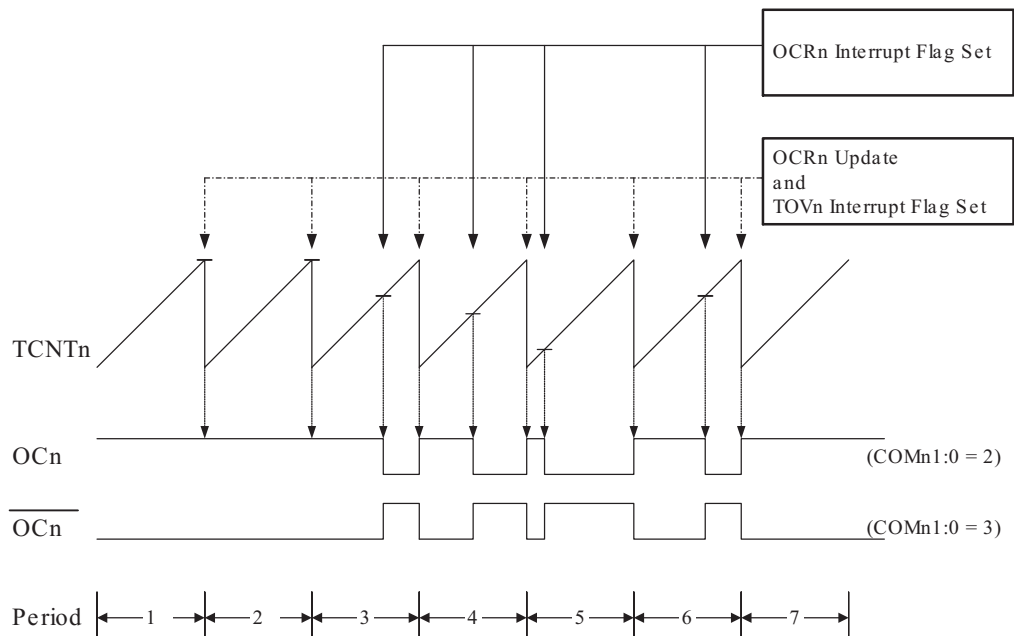 OCRn Interrupt Flag Set
OCRn Update
and
TOVn Interrupt Flag Set
TCNTn
OCn
(COMn1:0 = 2)
OCn
(COMn1:0 = 3)
Period
1
2
3
4
5
6
7